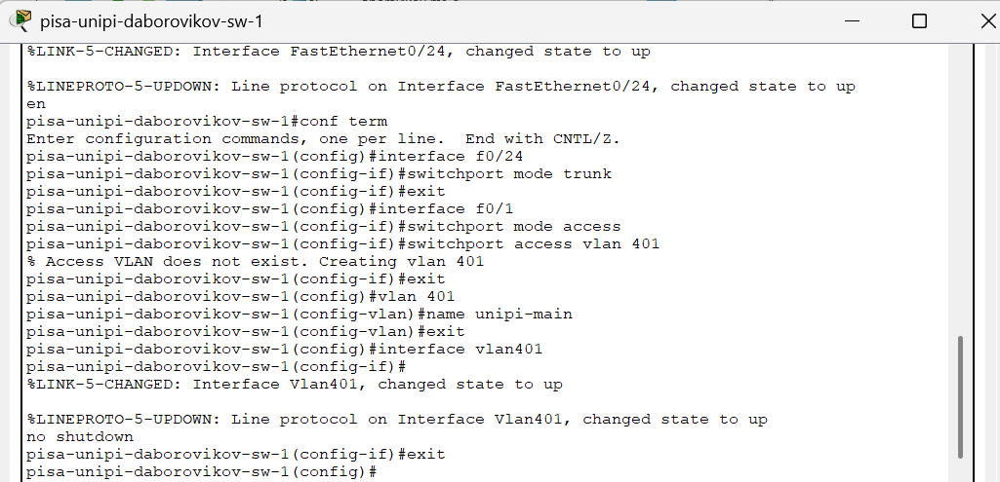 pisa-unipi-daborovikov-sw-1
%LINK-5-CHANGED: Interface FastEthernet0/24, changed state to up
%LINEPROTO-5-UPDOWN: Line protocol on Interface FastEthernet0/24, changed state to up
en
pisa-unipi-daborovikov-sw-1#conf term
Enter configuration commands, one per line.  End with CNTL/Z.
pisa-unipi-daborovikov-sw-1(config)#interface f0/24
pisa-unipi-daborovikov-sw-1(config-if)#switchport mode trunk
pisa-unipi-daborovikov-sw-1(config-if)#exit
pisa-unipi-daborovikov-sw-1(config)#interface f0/1
pisa-unipi-daborovikov-sw-1(config-if)#switchport mode access
pisa-unipi-daborovikov-sw-1(config-if)#switchport access vlan 401
% Access VLAN does not exist. Creating vlan 401
pisa-unipi-daborovikov-sw-1(config-if)#exit
pisa-unipi-daborovikov-sw-1(config)#vlan 401
pisa-unipi-daborovikov-sw-1(config-vlan)#name unipi-main
pisa-unipi-daborovikov-sw-1(config-vlan)#exit
pisa-unipi-daborovikov-sw-1(config)#interface vlan401
pisa-unipi-daborovikov-sw-1(config-if)#
%LINK-5-CHANGED: Interface Vlan401, changed state to up
%LINEPROTO-5-UPDOWN: Line protocol on Interface Vlan401, changed state to up
no shutdown
pisa-unipi-daborovikov-sw-1(config-if)#exit
pisa-unipi-daborovikov-sw-1(config)#